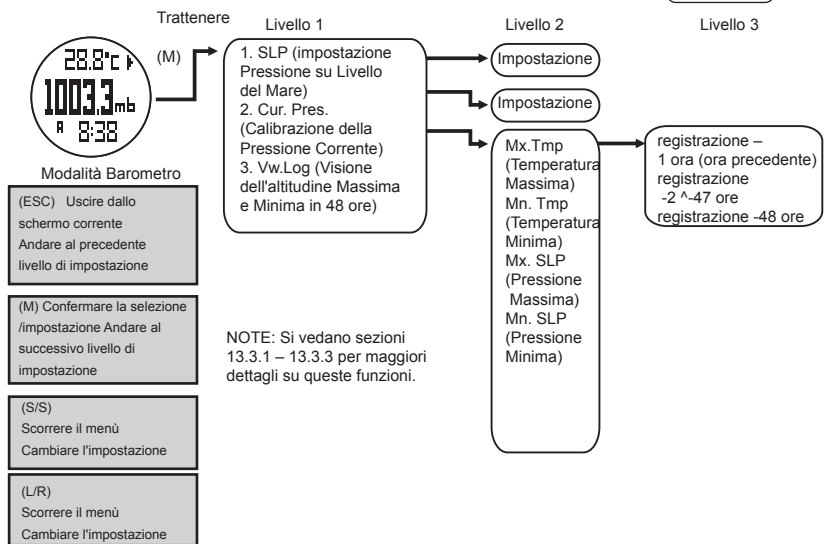 Trattenere
Livello 1
Livello 2
Livello 3
(M)
28.8°C
1003.3mb
A 8:38
Modalità Barometro
1. SLP (impostazione
Pressione su Livello
del Mare)
2. Cur. Pres.
(Calibrazione della
Pressione Corrente)
3. Vw.Log (Visione
dell'altitudine Massima
e Minima in 48 ore)
Impostazione
Impostazione
Mx.Tmp
(Temperatura
Massima)
Mn. Tmp
(Temperatura
Minima)
Mx. SLP
(Pressione
Massima)
Mn. SLP
(Pressione
Minima)
registrazione –
1 ora (ora precedente)
registrazione
-2 ^-47 ore
registrazione -48 ore
(ESC) Uscire dallo
schermo corrente
Andare al precedente
livello di impostazione
(M) Confermare la selezione
/impostazione Andare al
successivo livello di
impostazione
(S/S)
Scorrere il menù
Cambiare l'impostazione
(L/R)
Scorrere il menù
Cambiare l'impostazione
NOTE: Si vedano sezioni
13.3.1 – 13.3.3 per maggiori
dettagli su queste funzioni.